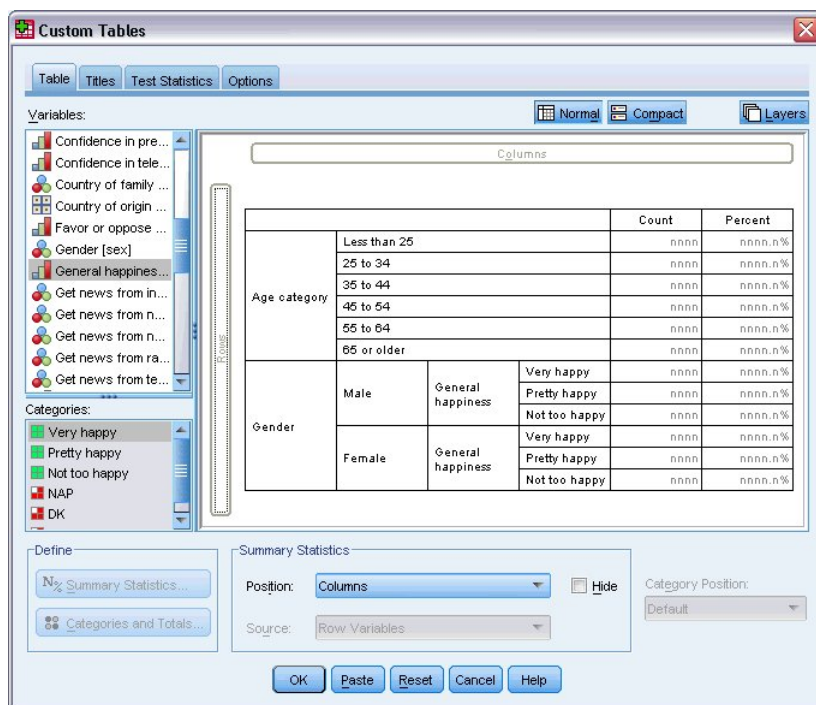 Custom Tables
Table Titles Test Statistics Options
Variables:
Normal Compact Layers
Confidence in pre...
Confidence in tele...
Country of family ...
Country of origin ...
Favor or oppose ...
Gender [sex]
General happines...
Get news from in...
Get news from n...
Get news from n...
Get news from ra...
Get news from te...
Categories:
Very happy
Pretty happy
Not too happy
NAP
DK
Columns
Rows
Count Percent
Age category
Less than 25 nnnn nnnn.n%
25 to 34 nnnn nnnn.n%
35 to 44 nnnn nnnn.n%
45 to 54 nnnn nnnn.n%
55 to 64 nnnn nnnn.n%
65 or older nnnn nnnn.n%
Gender
Male
General
happiness
Very happy nnnn nnnn.n%
Pretty happy nnnn nnnn.n%
Not too happy nnnn nnnn.n%
Female
General
happiness
Very happy nnnn nnnn.n%
Pretty happy nnnn nnnn.n%
Not too happy nnnn nnnn.n%
Define
N% Summary Statistics...
Categories and Totals...
Summary Statistics
Position: Columns Hide
Source: Row Variables
Category Position:
Default
OK Paste Reset Cancel Help